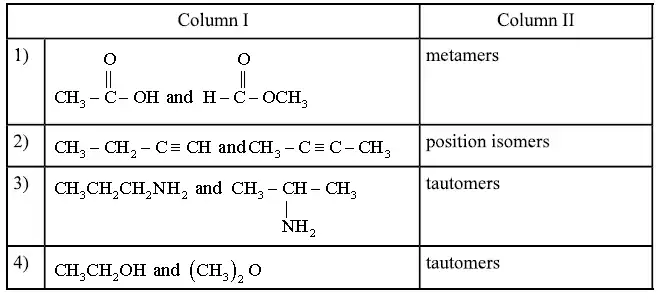 Column I Column II
1) O O metamers
|| ||
CH₃ – C – OH and H – C – OCH₃
2) CH₃ – CH₂ – C ≡ CH and CH₃ – C ≡ C – CH₃ position isomers
3) CH₃CH₂CH₂NH₂ and CH₃ – CH – CH₃ tautomers
|
NH₂
4) CH₃CH₂OH and (CH₃)₂ O tautomers